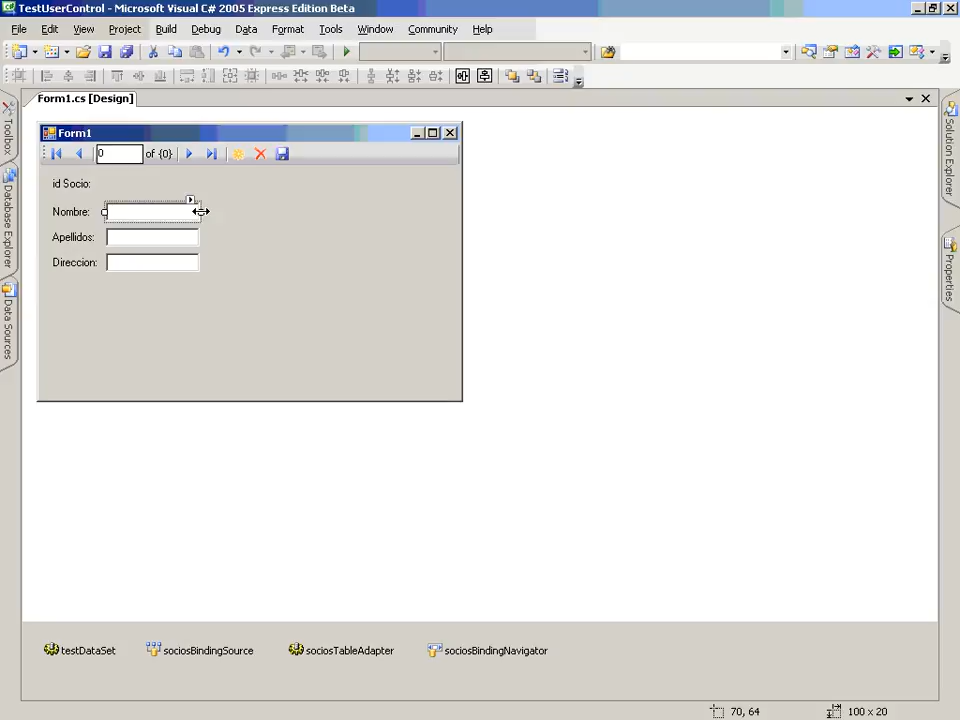 TestUserControl - Microsoft Visual C# 2005 Express Edition Beta
File Edit View Project Build Debug Data Format Tools Window Community Help
Form1.cs [Design]
Toolbox
Database Explorer
Data Sources
Form1
0 of {0}
id Socio:
Nombre:
Apellidos:
Direccion:
Solution Explorer
Properties
testDataSet sociosBindingSource sociosTableAdapter sociosBindingNavigator
70, 64 100 x 20